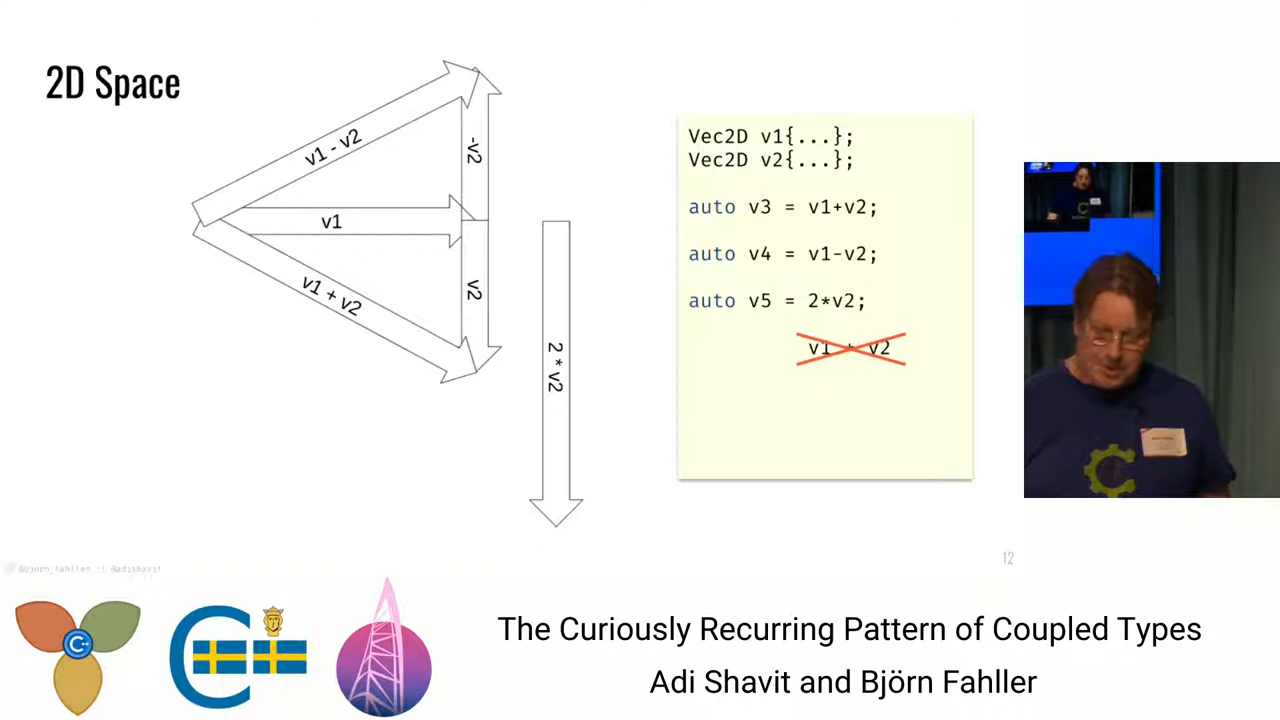 2D Space
v1 - v2
-v2
v1
v1 + v2
v2
2 * v2
Vec2D v1{...};
Vec2D v2{...};
auto v3 = v1+v2;
auto v4 = v1-v2;
auto v5 = 2*v2;
12
@bjorn_fahller :: @adishavit
The Curiously Recurring Pattern of Coupled Types
Adi Shavit and Björn Fahller